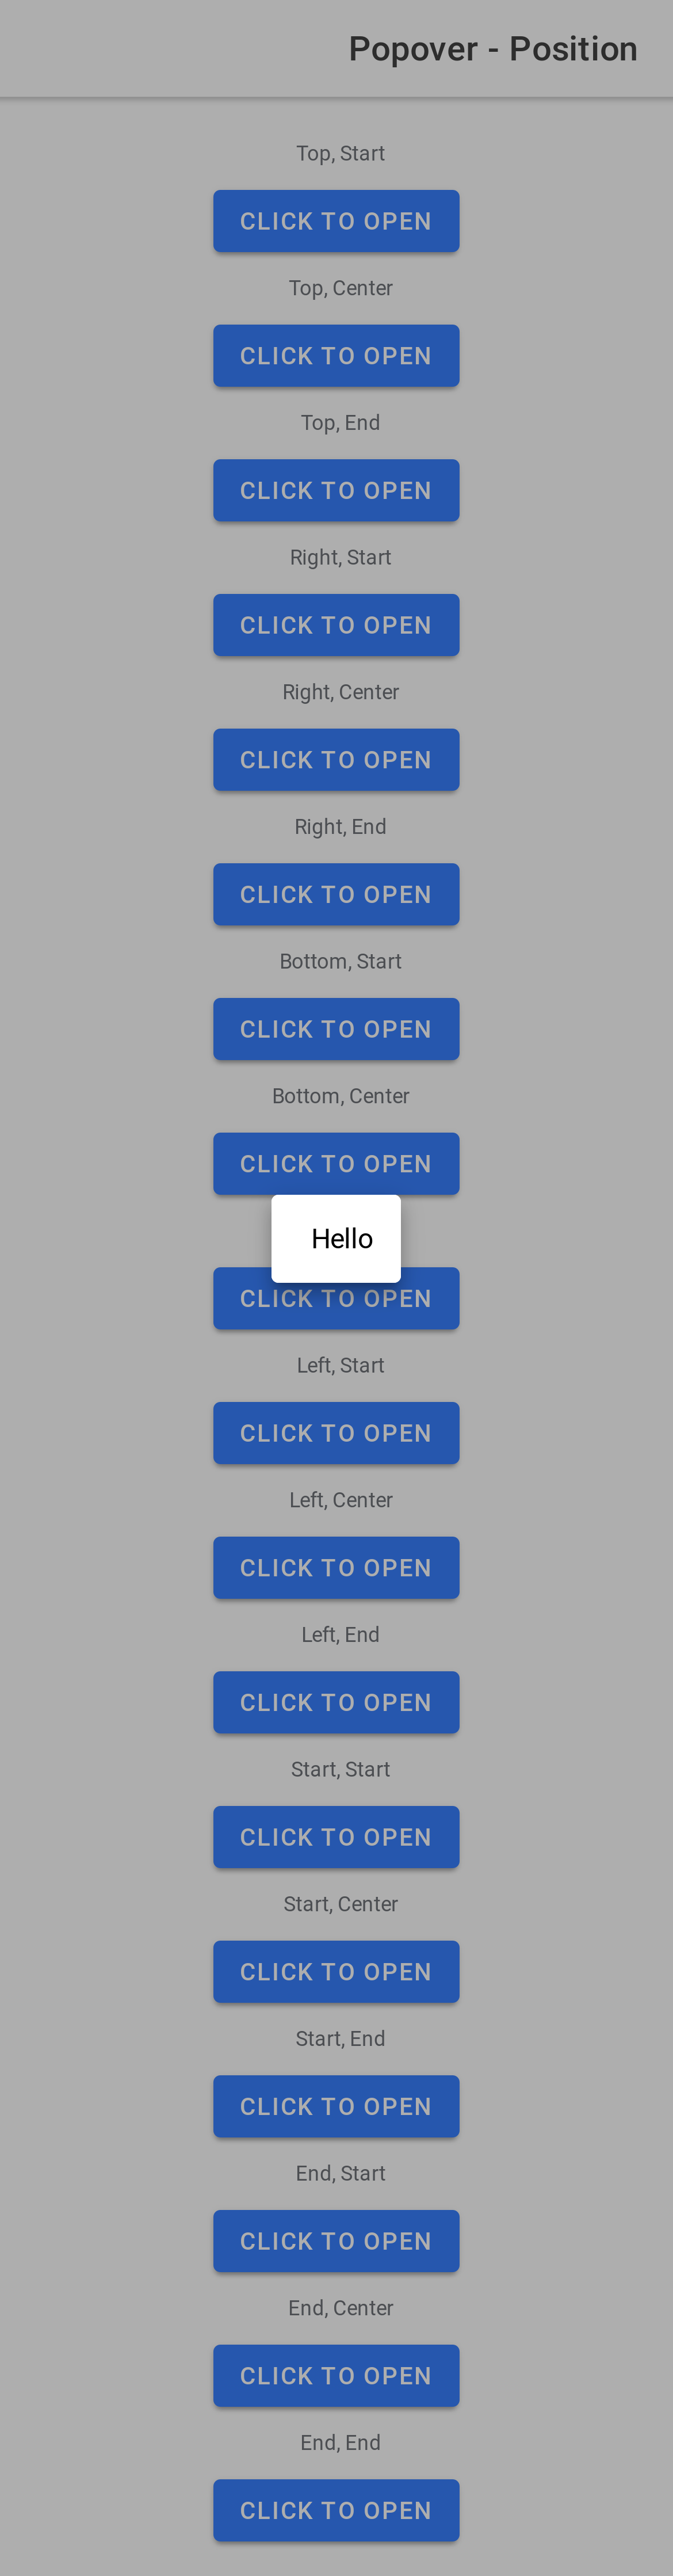 Popover - Position
Top, Start
CLICK TO OPEN
Top, Center
CLICK TO OPEN
Top, End
CLICK TO OPEN
Right, Start
CLICK TO OPEN
Right, Center
CLICK TO OPEN
Right, End
CLICK TO OPEN
Bottom, Start
CLICK TO OPEN
Bottom, Center
CLICK TO OPEN
Hello
CLICK TO OPEN
Left, Start
CLICK TO OPEN
Left, Center
CLICK TO OPEN
Left, End
CLICK TO OPEN
Start, Start
CLICK TO OPEN
Start, Center
CLICK TO OPEN
Start, End
CLICK TO OPEN
End, Start
CLICK TO OPEN
End, Center
CLICK TO OPEN
End, End
CLICK TO OPEN